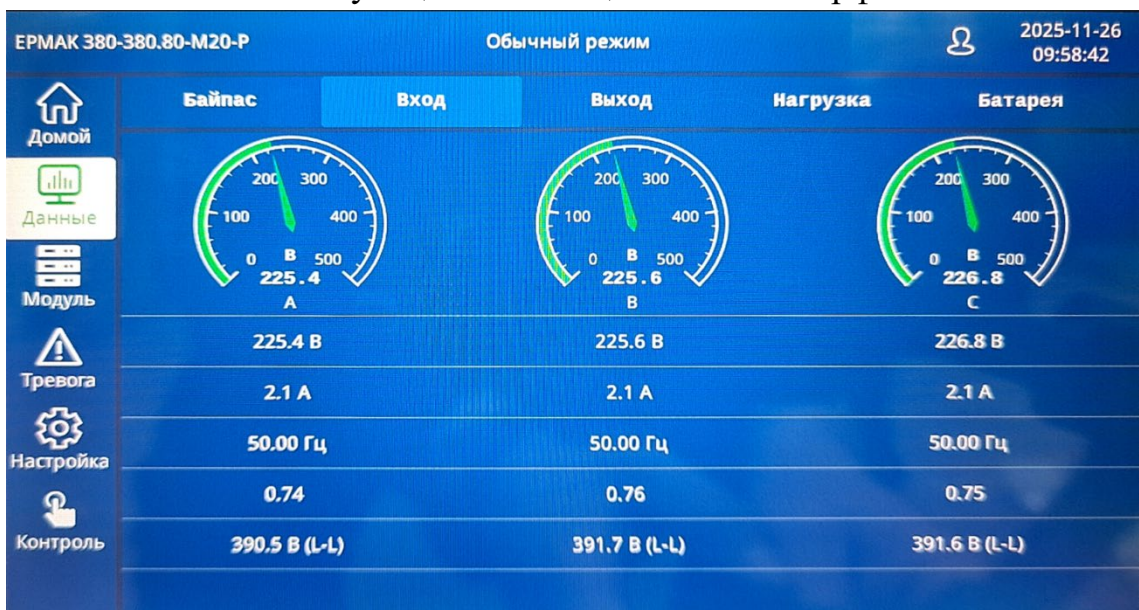 ЕРМАК 380-380.80-М20-Р
Обычный режим
2025-11-26
09:58:42
Домой
Данные
Модуль
Тревога
Настройка
Контроль
Байпас Вход Выход Нагрузка Батарея
200 300
100 400
0 В 500
225.4
A
200 300
100 400
0 В 500
225.6
B
200 300
100 400
0 В 500
226.8
C
225.4 В 225.6 В 226.8 В
2.1 А 2.1 А 2.1 А
50.00 Гц 50.00 Гц 50.00 Гц
0.74 0.76 0.75
390.5 В (L-L) 391.7 В (L-L) 391.6 В (L-L)